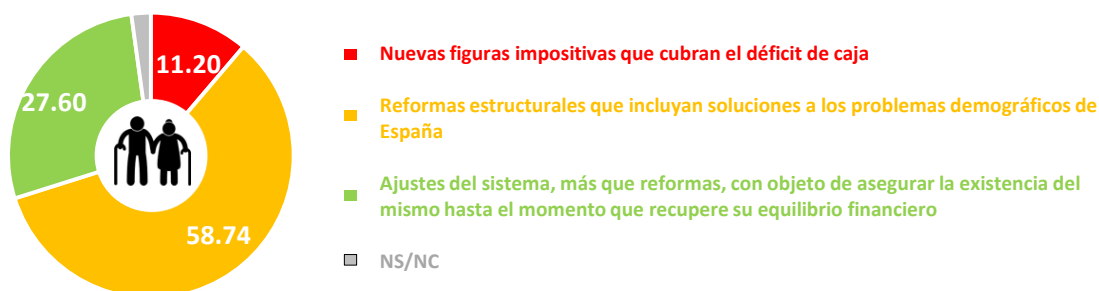 11.20
27.60
58.74
Nuevas figuras impositivas que cubran el déficit de caja
Reformas estructurales que incluyan soluciones a los problemas demográficos de
España
Ajustes del sistema, más que reformas, con objeto de asegurar la existencia del
mismo hasta el momento que recupere su equilibrio financiero
NS/NC